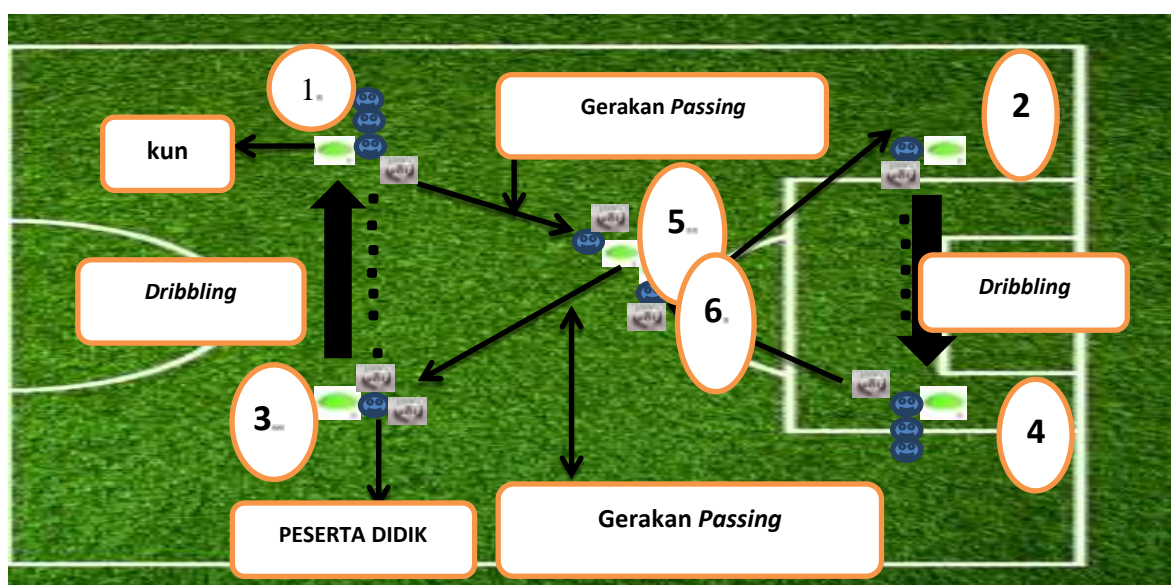 1.
2
Gerakan Passing
kun
5
6
Dribbling
Dribbling
3
4
PESERTA DIDIK
Gerakan Passing